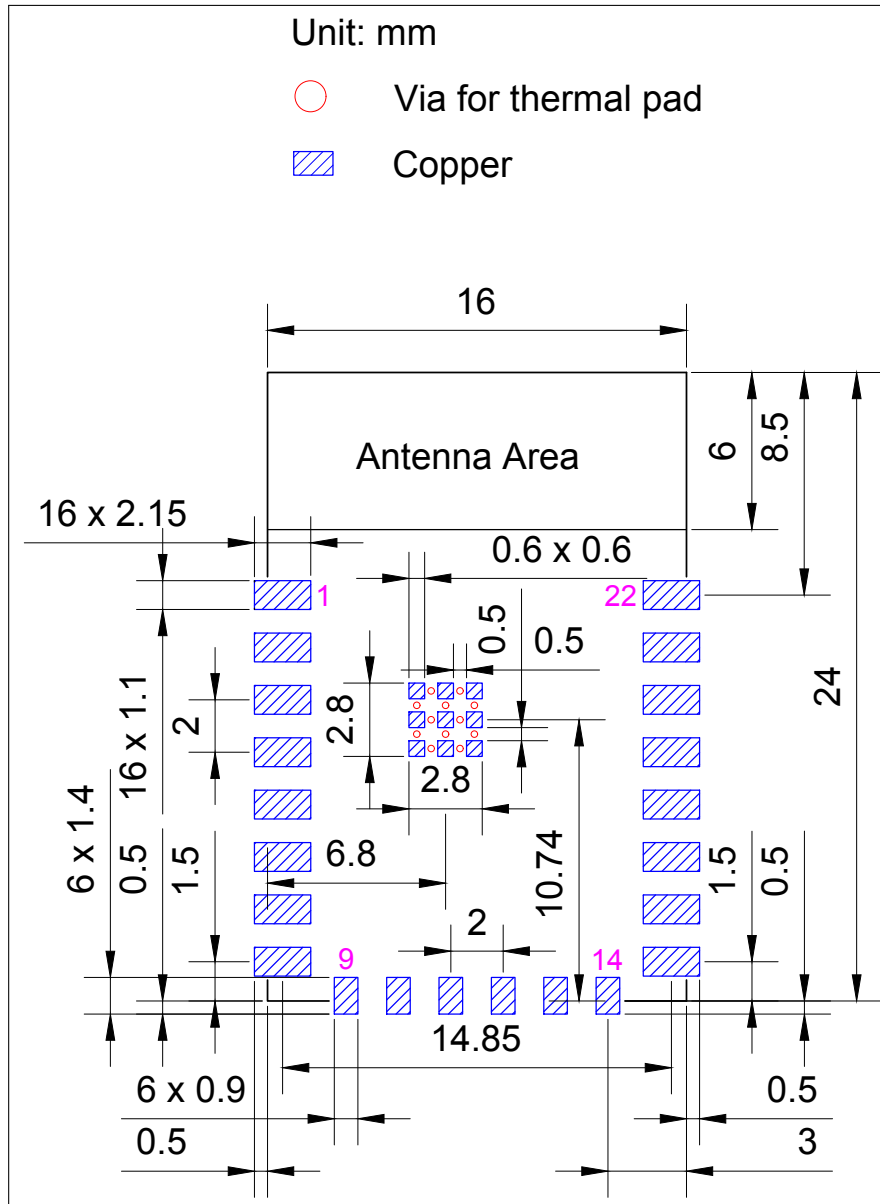 Unit: mm
Via for thermal pad
Copper
16
Antenna Area
6
8.5
16 x 2.15
0.6 x 0.6
1
22
0.5
0.5
24
2
16 x 1.1
2.8
2.8
6 x 1.4
0.5
1.5
6.8
10.74
1.5
0.5
2
9
14
14.85
6 x 0.9
0.5
0.5
3